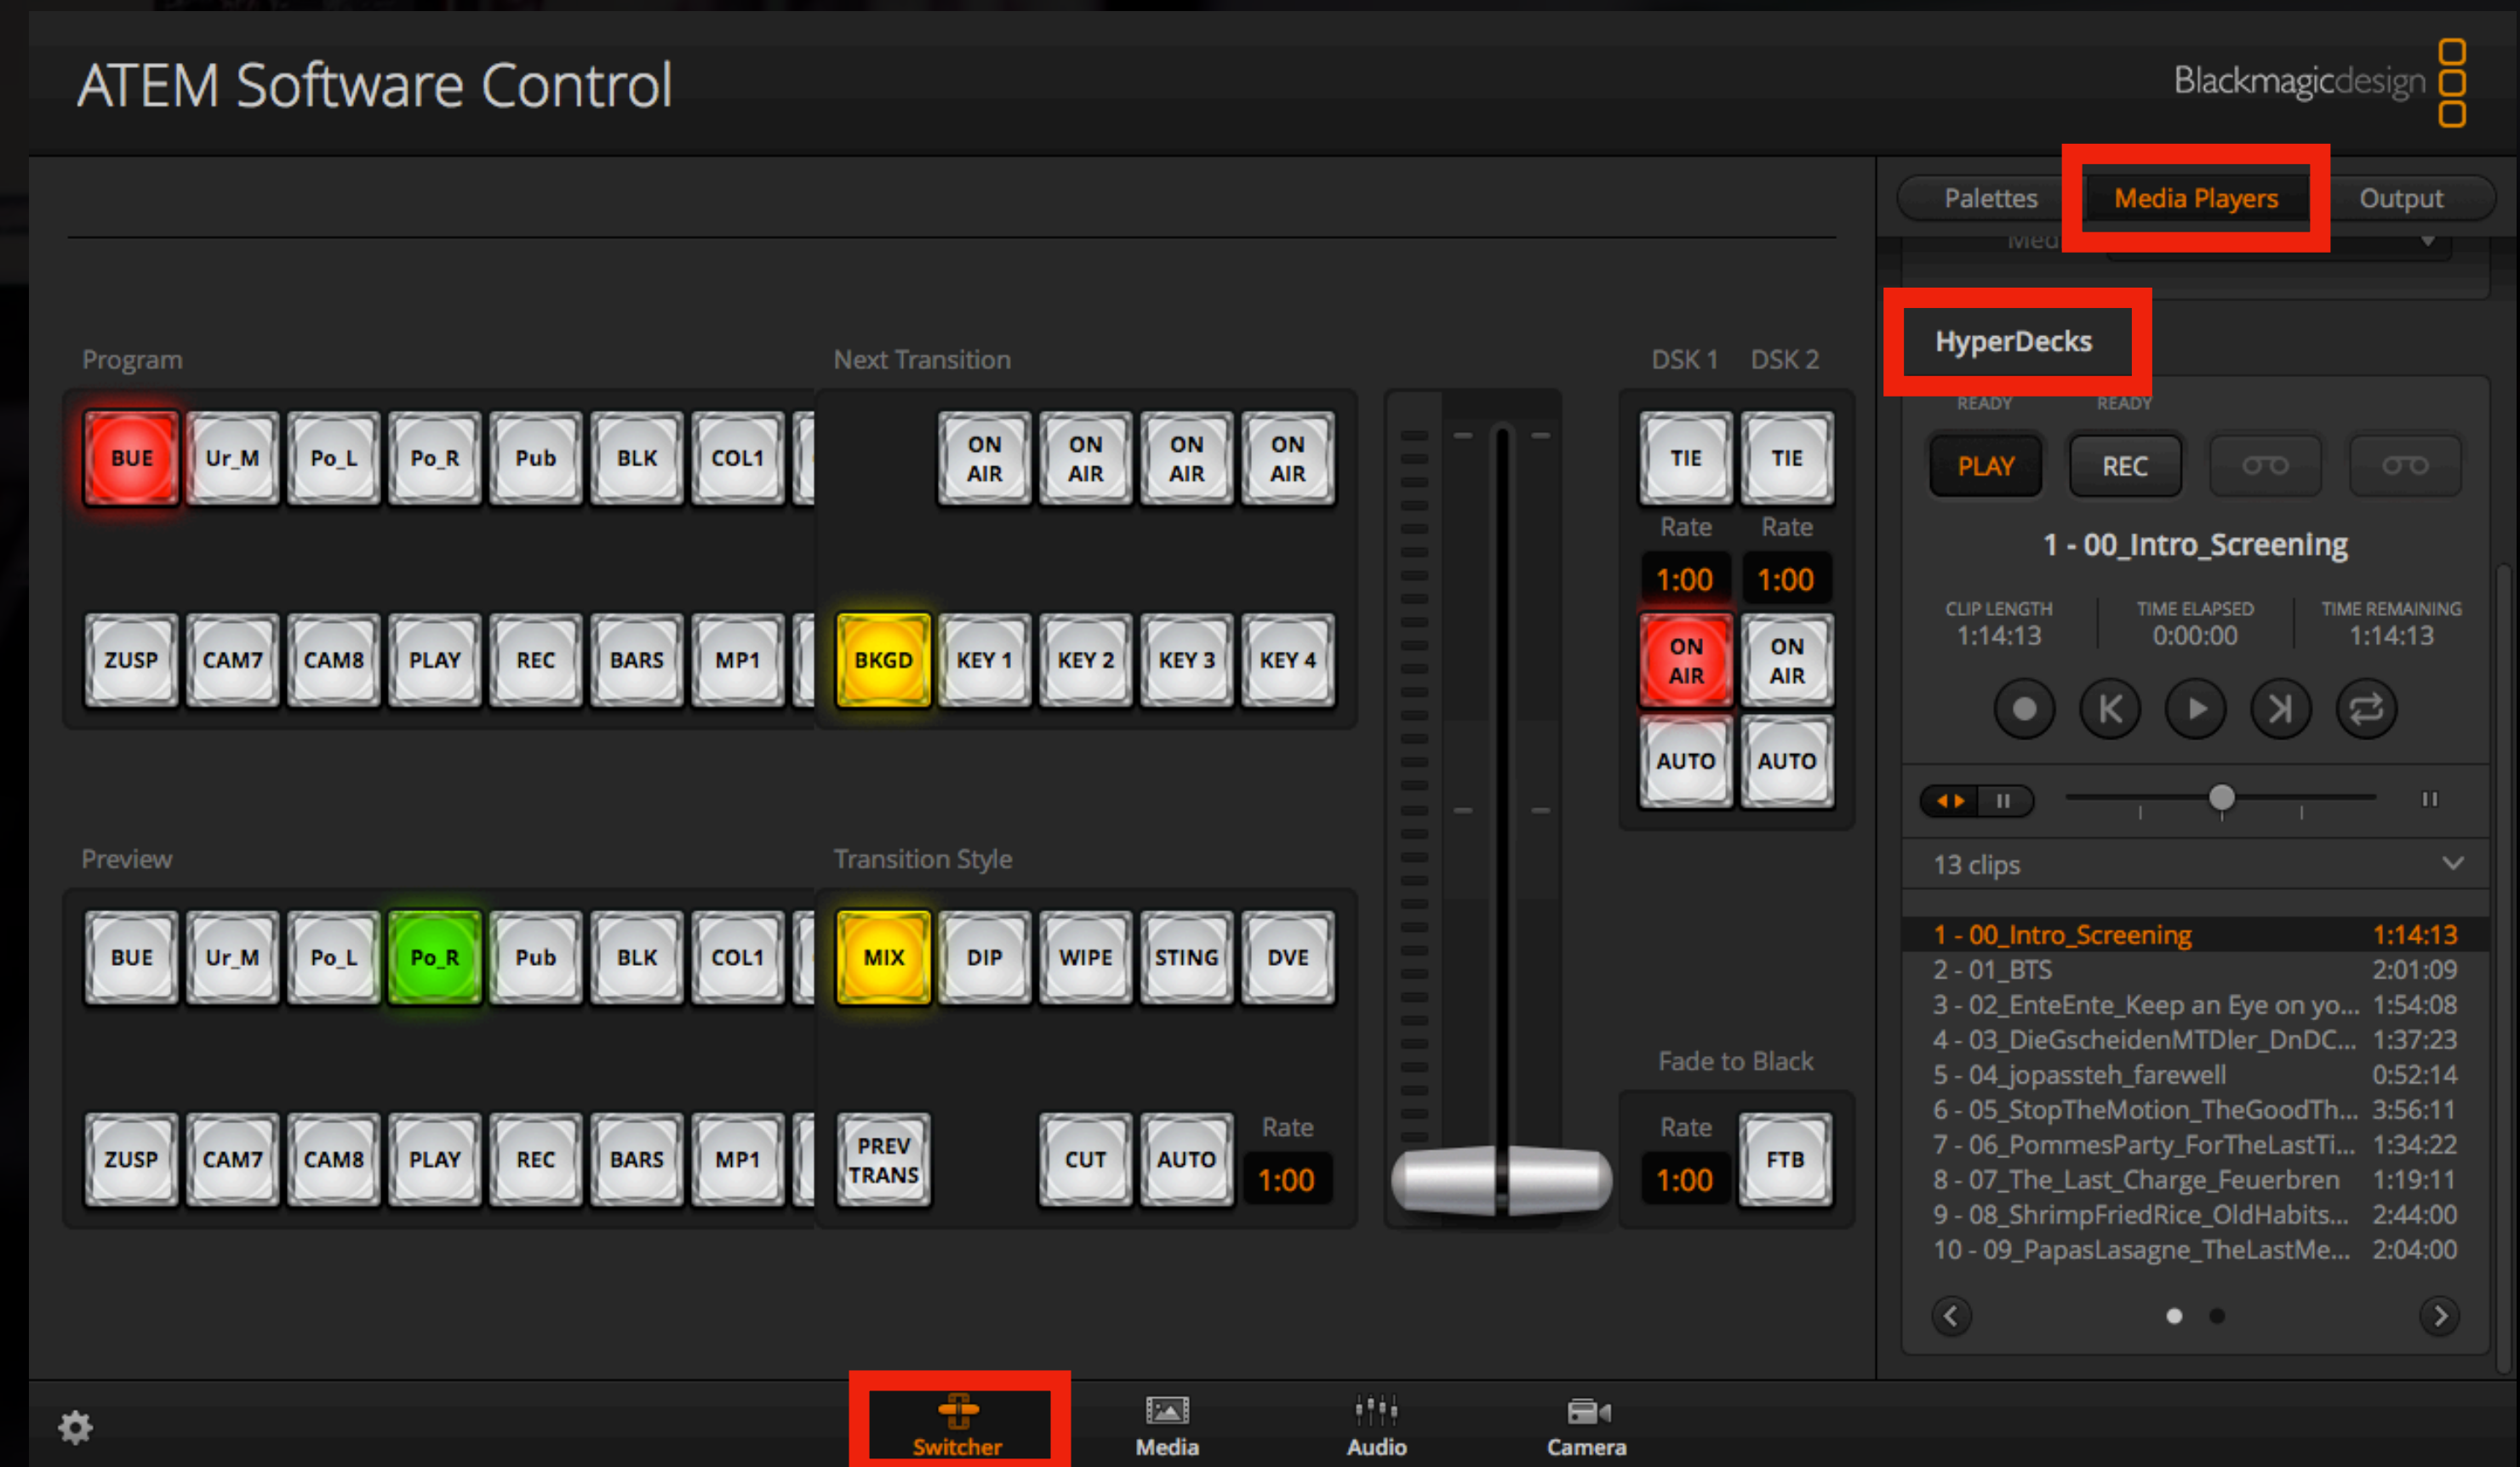 ATEM Software Control
Blackmagicdesign
Palettes
Media Players
Output
HyperDecks
Program
Next Transition
DSK 1
DSK 2
READY
READY
BUE
Ur_M
Po_L
Po_R
Pub
BLK
COL1
ON AIR
ON AIR
ON AIR
ON AIR
TIE
TIE
PLAY
REC
Rate
Rate
1 - 00_Intro_Screening
1:00
1:00
CLIP LENGTH
TIME ELAPSED
TIME REMAINING
1:14:13
0:00:00
1:14:13
ZUSP
CAM7
CAM8
PLAY
REC
BARS
MP1
BKGD
KEY 1
KEY 2
KEY 3
KEY 4
ON AIR
ON AIR
AUTO
AUTO
Preview
Transition Style
13 clips
BUE
Ur_M
Po_L
Po_R
Pub
BLK
COL1
MIX
DIP
WIPE
STING
DVE
1 - 00_Intro_Screening 1:14:13
2 - 01_BTS 2:01:09
3 - 02_EnteEnte_Keep an Eye on yo... 1:54:08
4 - 03_DieGscheidenMTDler_DnDC... 1:37:23
5 - 04_jopassteh_farewell 0:52:14
6 - 05_StopTheMotion_TheGoodTh... 3:56:11
7 - 06_PommesParty_ForTheLastTi... 1:34:22
8 - 07_The_Last_Charge_Feuerbren 1:19:11
9 - 08_ShrimpFriedRice_OldHabits... 2:44:00
10 - 09_PapasLasagne_TheLastMe... 2:04:00
Fade to Black
ZUSP
CAM7
CAM8
PLAY
REC
BARS
MP1
PREV TRANS
CUT
AUTO
Rate
1:00
Rate
1:00
FTB
Switcher
Media
Audio
Camera